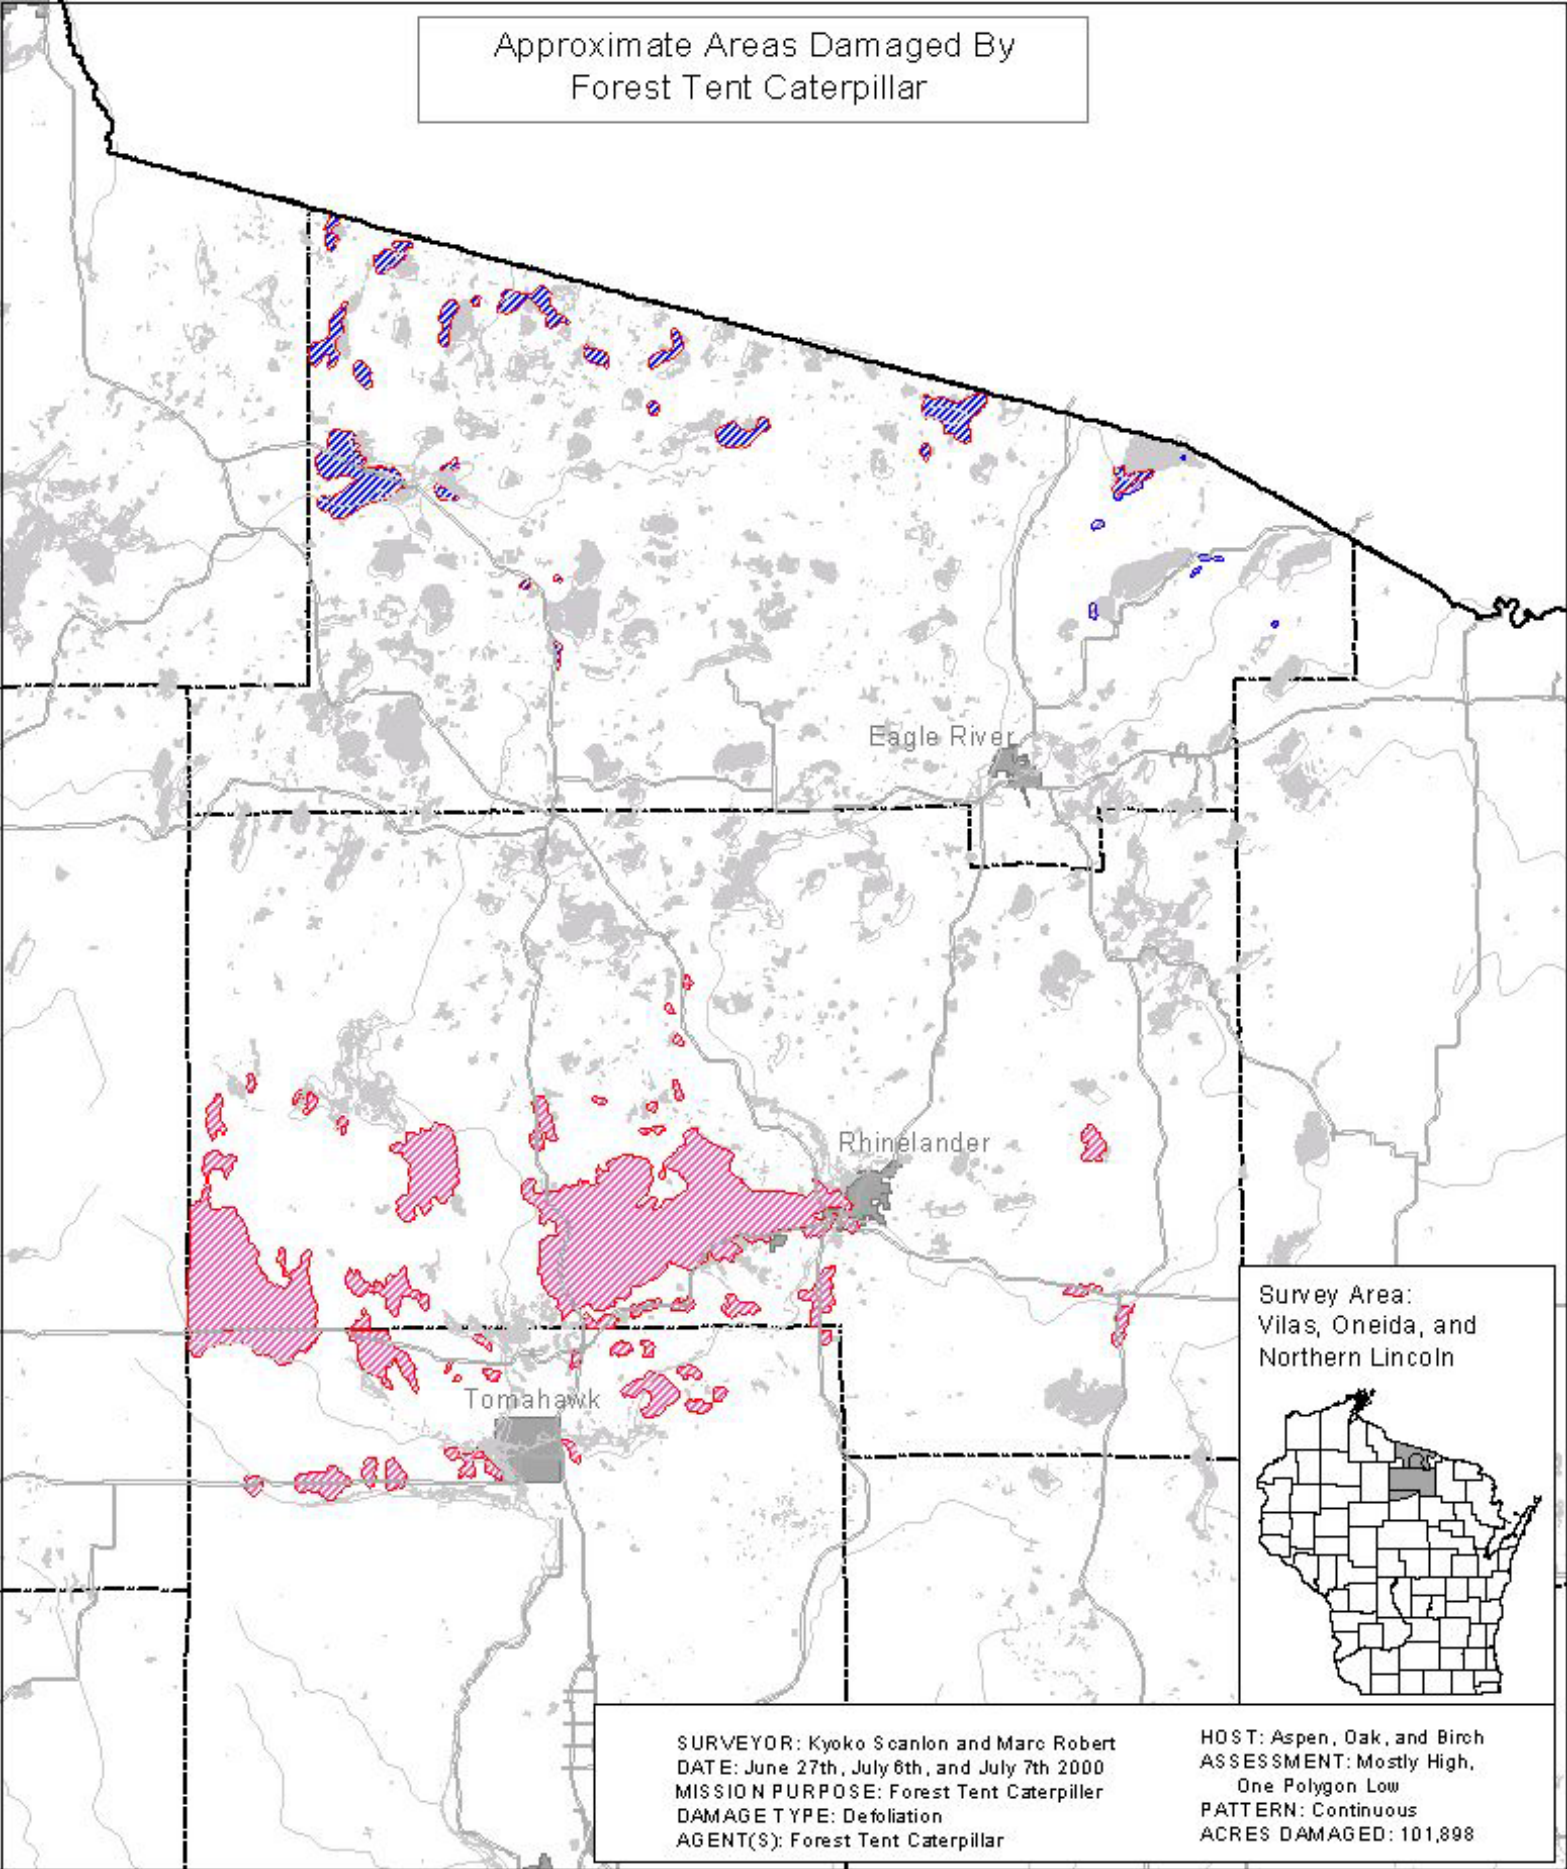 Approximate Areas Damaged By
Forest Tent Caterpillar
Eagle River
Rhinelander
Tomahawk
Survey Area:
Vilas, Oneida, and
Northern Lincoln
SURVEYOR: Kyoko Scanlon and Marc Robert
DATE: June 27th, July 6th, and July 7th 2000
MISSION PURPOSE: Forest Tent Caterpiller
DAMAGE TYPE: Defoliation
AGENT(S): Forest Tent Caterpillar
HOST: Aspen, Oak, and Birch
ASSESSMENT: Mostly High,
One Polygon Low
PATTERN: Continuous
ACRES DAMAGED: 101,898